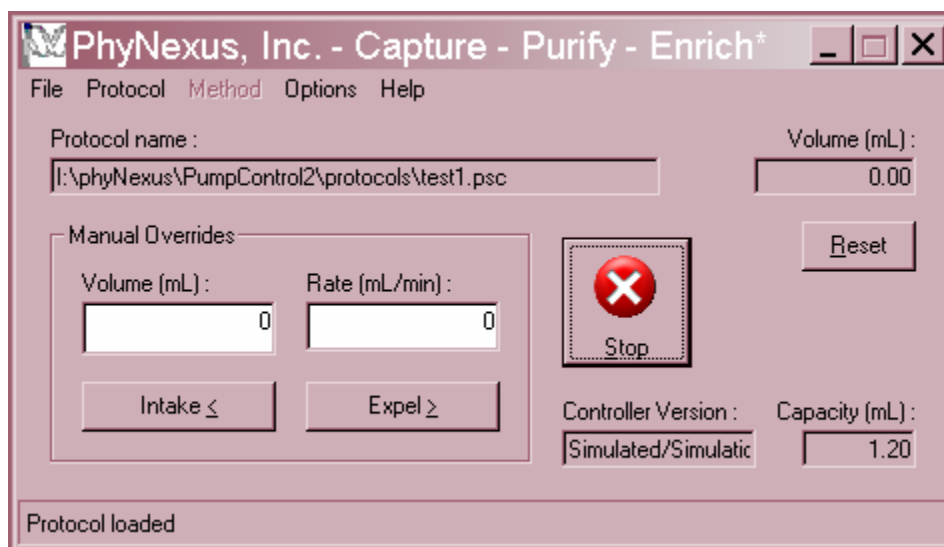 PhyNexus, Inc. - Capture - Purify - Enrich*
File Protocol Method Options Help
Protocol name :
Volume (mL) :
I:\phyNexus\PumpControl2\protocols\test1.psc
0.00
Manual Overrides
Reset
Volume (mL) :
Rate (mL/min) :
0
0
Stop
Intake <
Expel >
Controller Version :
Capacity (mL) :
Simulated/Simulatic
1.20
Protocol loaded